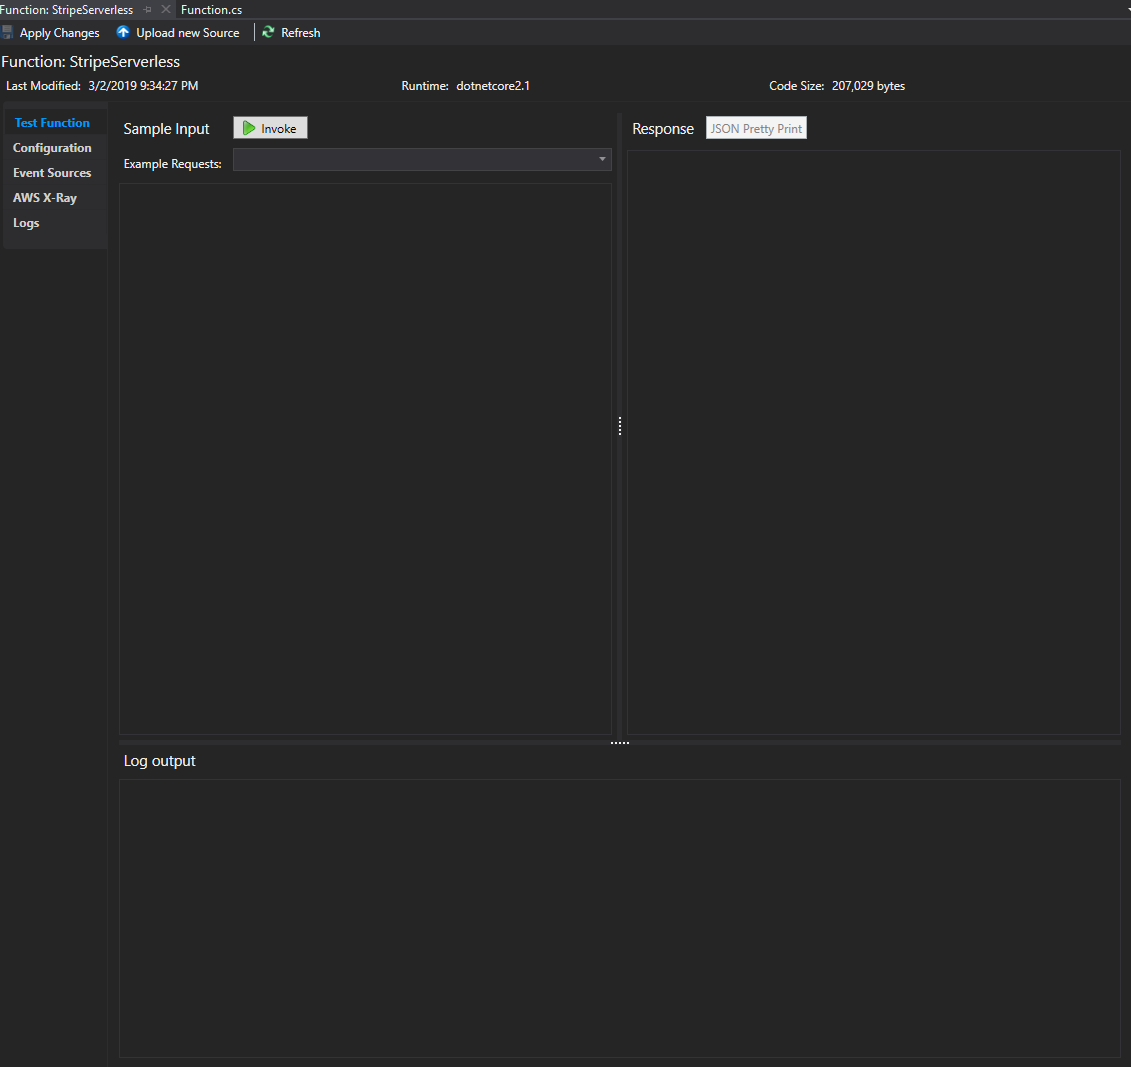 Function: StripeServerless Function.cs
Apply Changes Upload new Source Refresh
Function: StripeServerless
Last Modified: 3/2/2019 9:34:27 PM Runtime: dotnetcore2.1 Code Size: 207,029 bytes
Test Function
Configuration
Event Sources
AWS X-Ray
Logs
Sample Input Invoke
Example Requests:
Response JSON Pretty Print
Log output